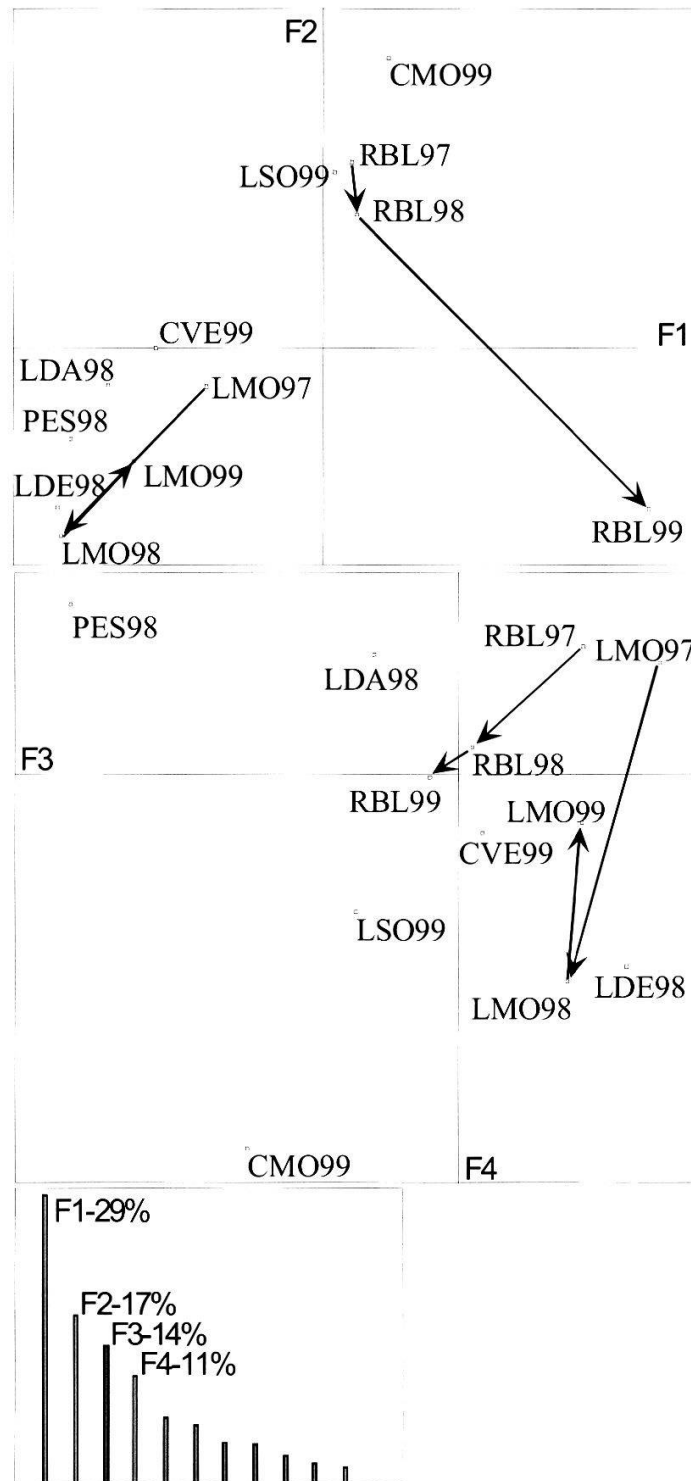 F2
CMO99
RBL97
LSO99
RBL98
CVE99
F1
LDA98
LMO97
PES98
LMO99
LDE98
RBL99
LMO98
PES98
RBL97
LMO97
LDA98
F3
RBL98
RBL99
LMO99
CVE99
LSO99
LDE98
LMO98
CMO99
F4
F1-29%
F2-17%
F3-14%
F4-11%